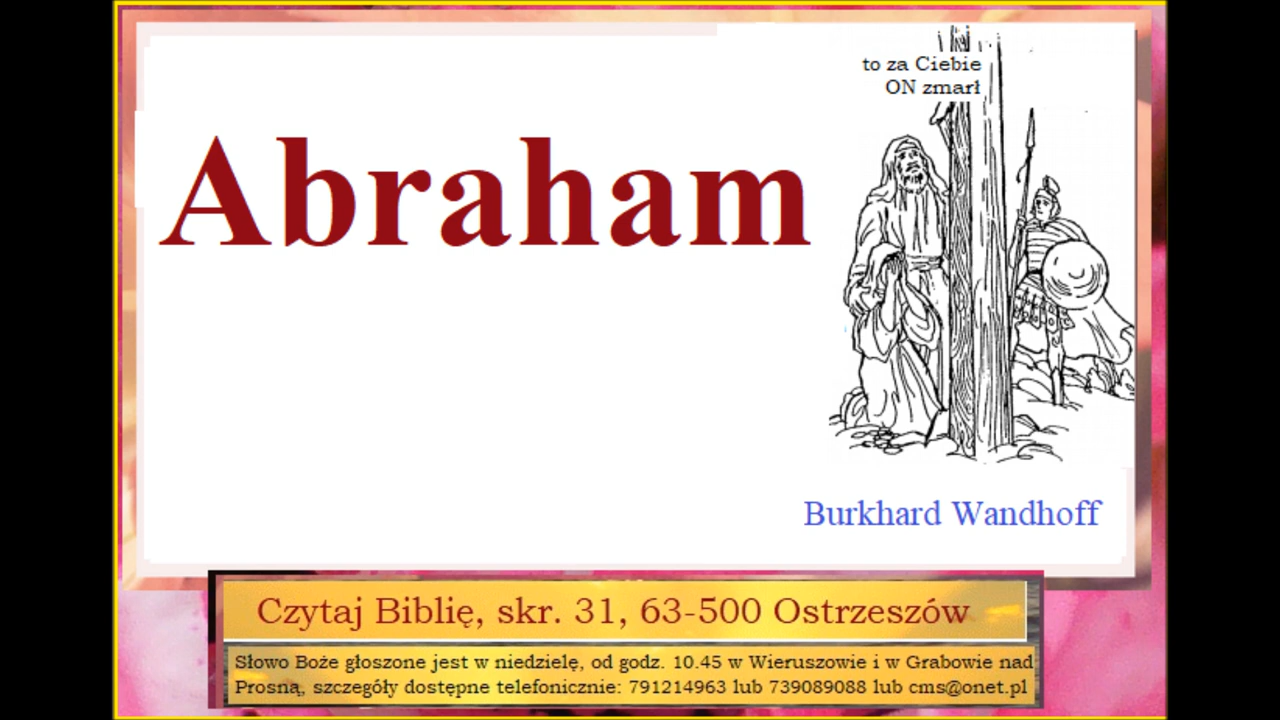 to za Ciebie
ON zmarł
Abraham
Burkhard Wandhoff
Czytaj Biblię, skr. 31, 63-500 Ostrzeszów
Słowo Boże głoszone jest w niedzielę, od godz. 10.45 w Wieruszowie i w Grabowie nad
Prosną, szczegóły dostępne telefonicznie: 791214963 lub 739089088 lub cms@onet.pl